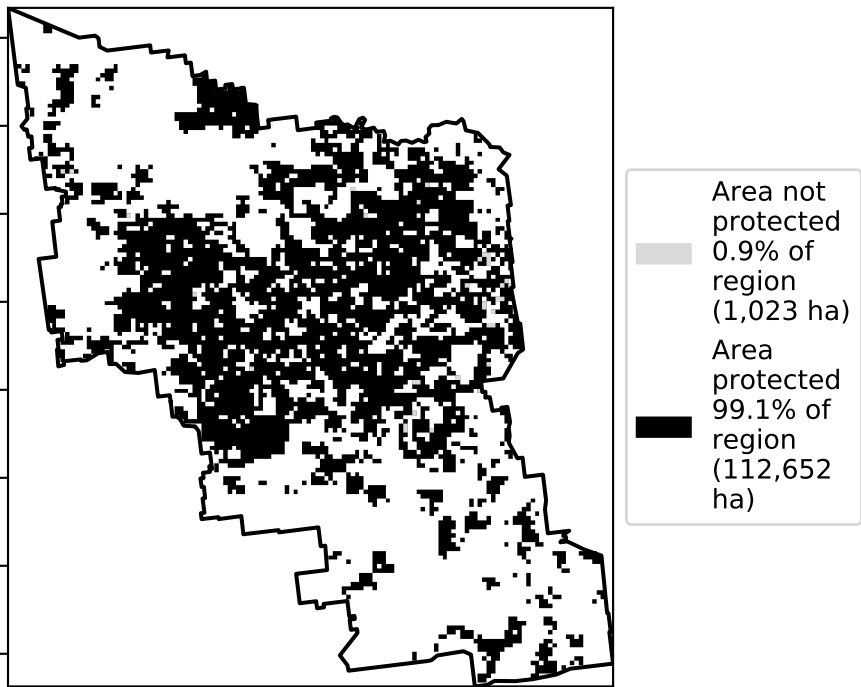 Area not
protected
0.9% of
region
(1,023 ha)
Area
protected
99.1% of
region
(112,652
ha)